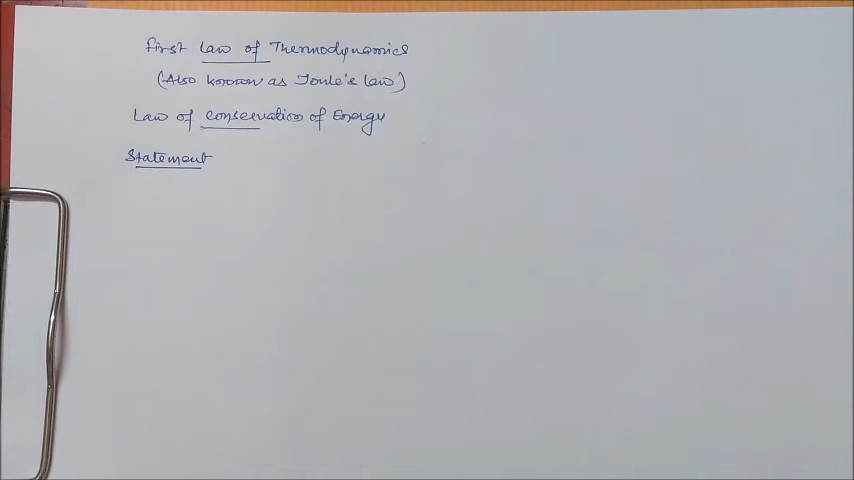 First Law of Thermodynamics
(Also known as Joule's law)
Law of conservation of Energy
Statement